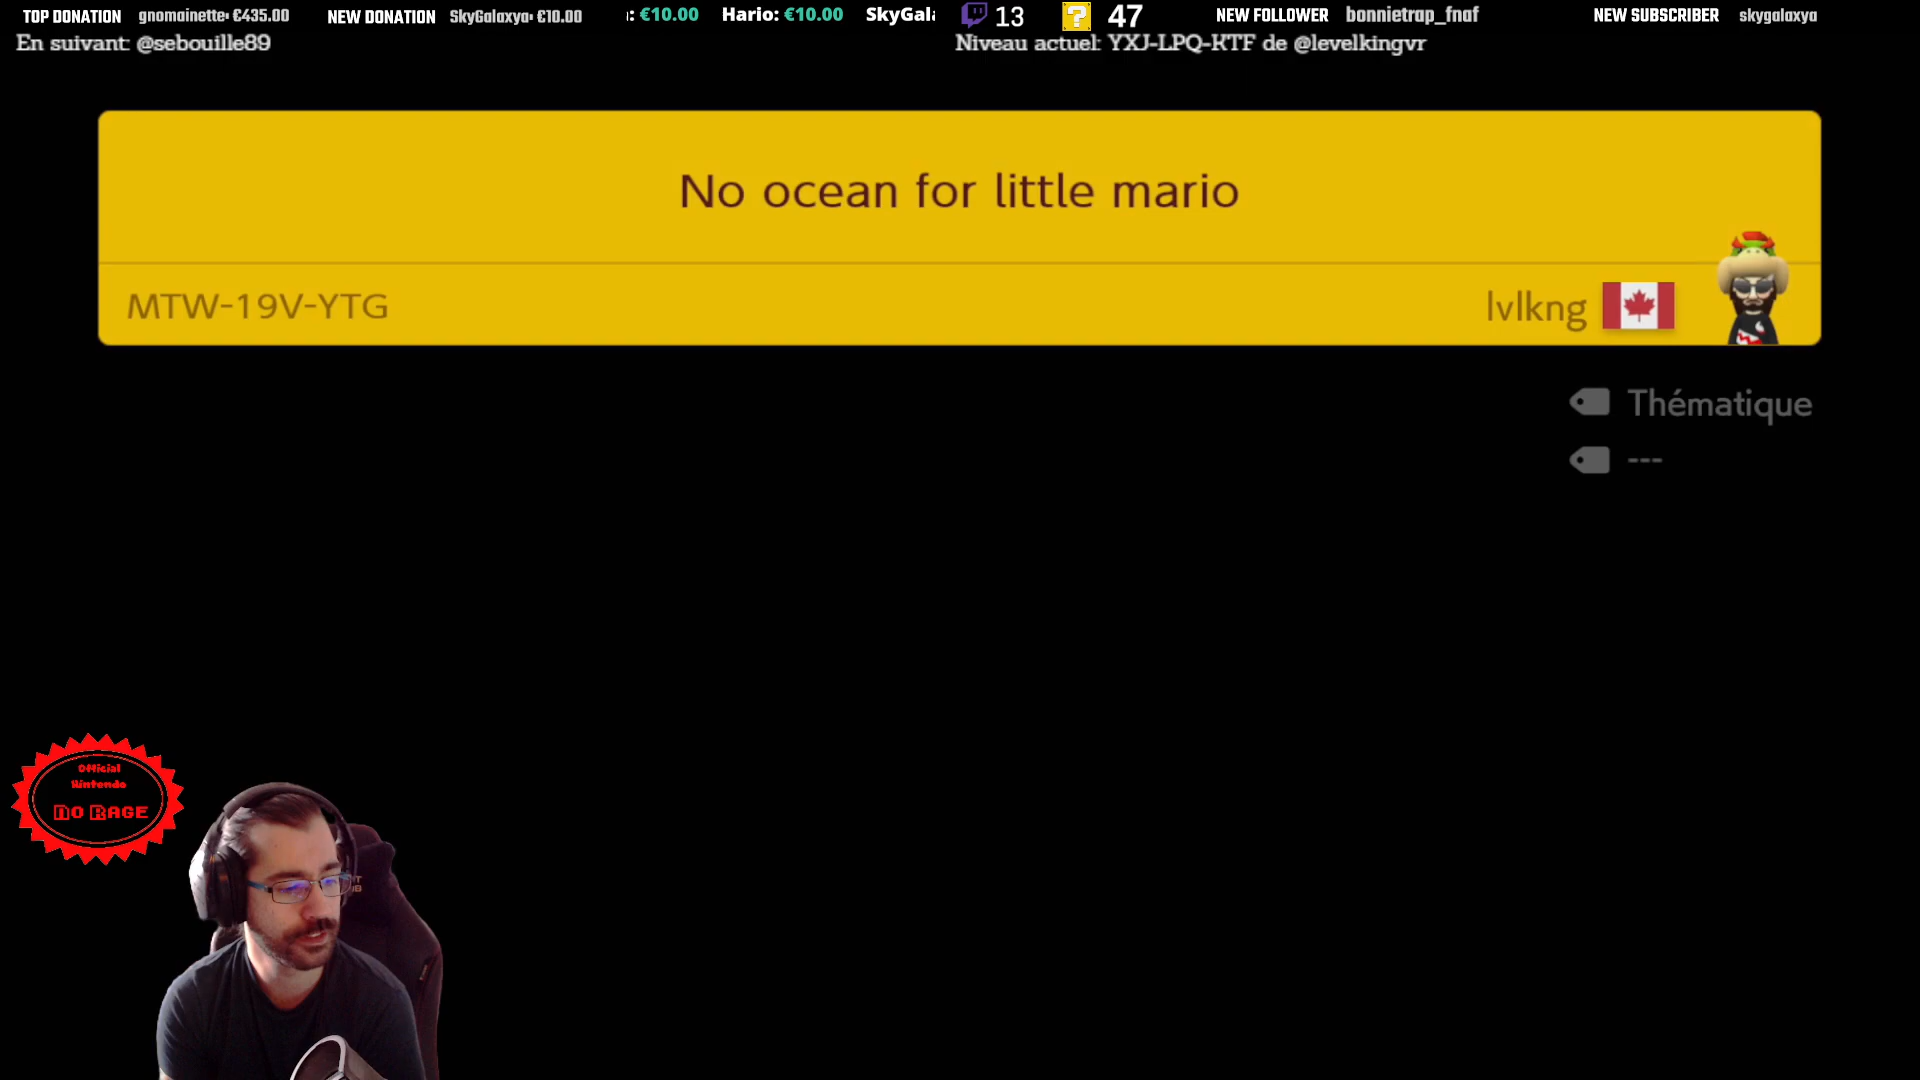 TOP DONATION gnomainette: €435.00 NEW DONATION SkyGalaxya: €10.00 : €10.00 Hario: €10.00 SkyGal 13 ? 47 NEW FOLLOWER bonnietrap_fnaf NEW SUBSCRIBER skygalaxya
En suivant: @sebouille89 Niveau actuel: YXJ-LPQ-KTF de @levelkingvr
No ocean for little mario
MTW-19V-YTG lvlkng
Thématique
---
Official
Nintendo
No Rage